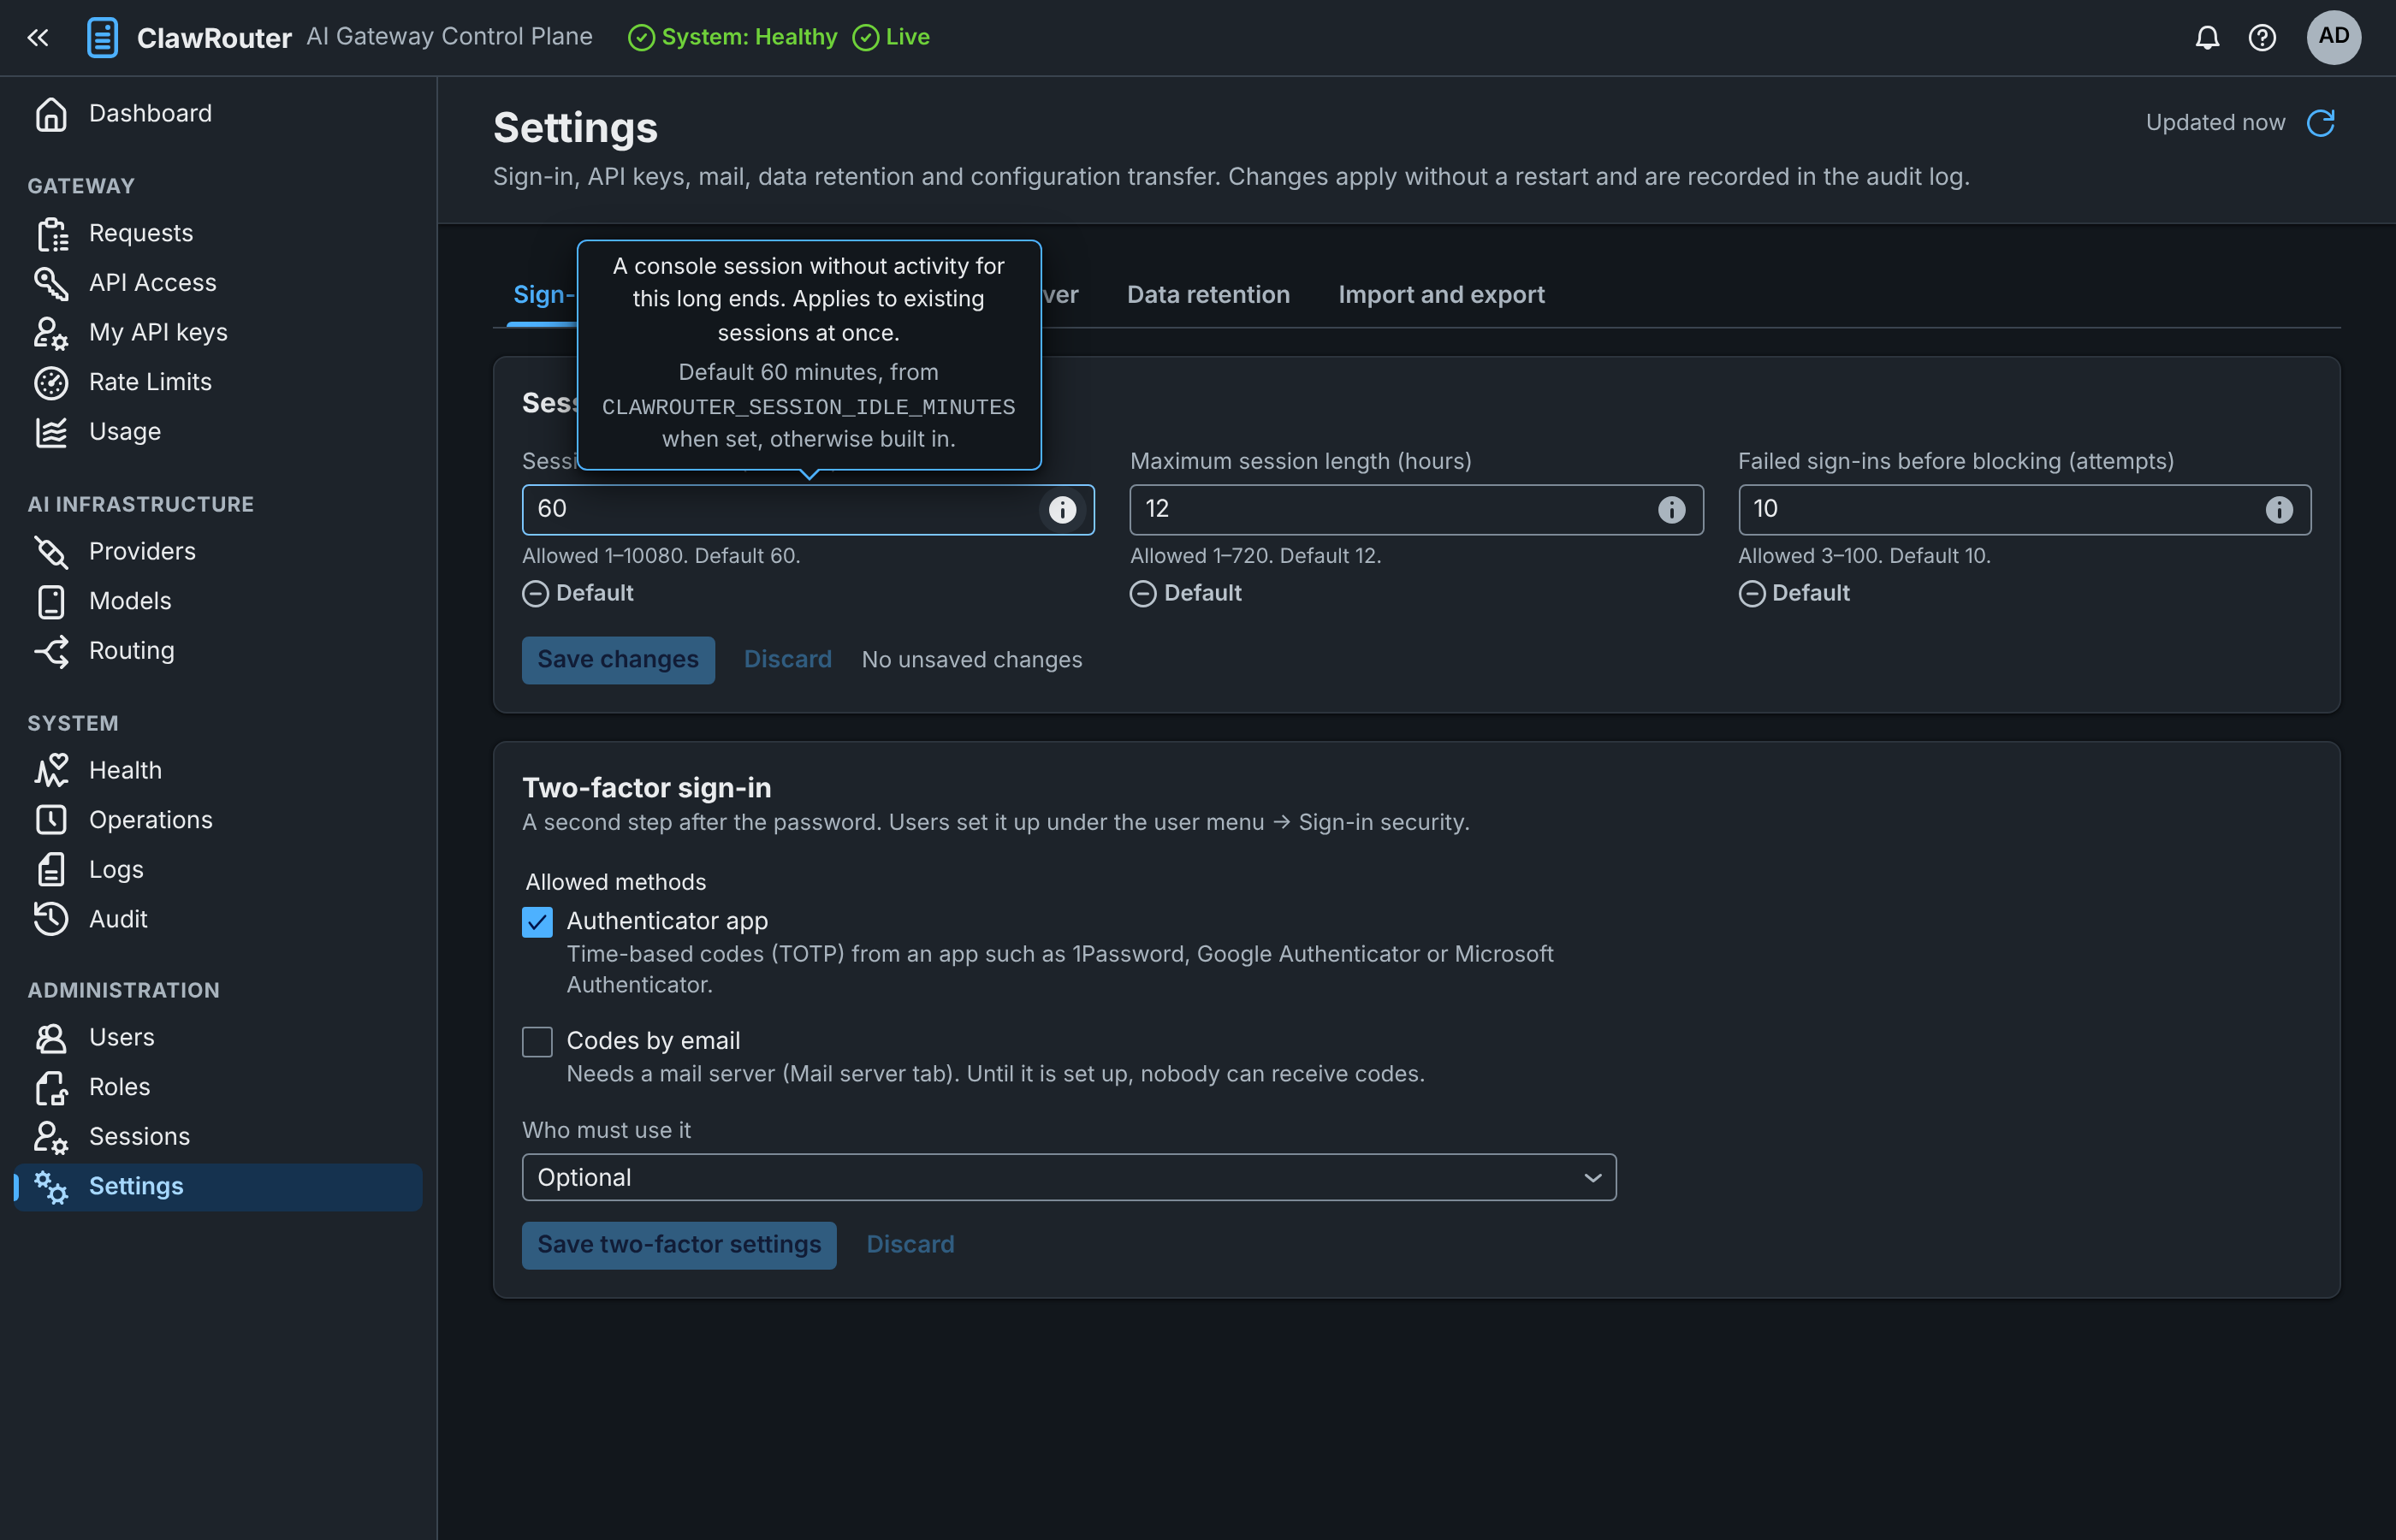 ClawRouter AI Gateway Control Plane System: Healthy Live
AD
Dashboard
GATEWAY
Requests
API Access
My API keys
Rate Limits
Usage
AI INFRASTRUCTURE
Providers
Models
Routing
SYSTEM
Health
Operations
Logs
Audit
ADMINISTRATION
Users
Roles
Sessions
Settings
Settings
Updated now
Sign-in, API keys, mail, data retention and configuration transfer. Changes apply without a restart and are recorded in the audit log.
Data retention
Import and export
A console session without activity for
this long ends. Applies to existing
sessions at once.
Default 60 minutes, from
CLAWROUTER_SESSION_IDLE_MINUTES
when set, otherwise built in.
60
Allowed 1–10080. Default 60.
Default
Maximum session length (hours)
12
Allowed 1–720. Default 12.
Default
Failed sign-ins before blocking (attempts)
10
Allowed 3–100. Default 10.
Default
Save changes Discard No unsaved changes
Two-factor sign-in
A second step after the password. Users set it up under the user menu → Sign-in security.
Allowed methods
Authenticator app
Time-based codes (TOTP) from an app such as 1Password, Google Authenticator or Microsoft
Authenticator.
Codes by email
Needs a mail server (Mail server tab). Until it is set up, nobody can receive codes.
Who must use it
Optional
Save two-factor settings Discard